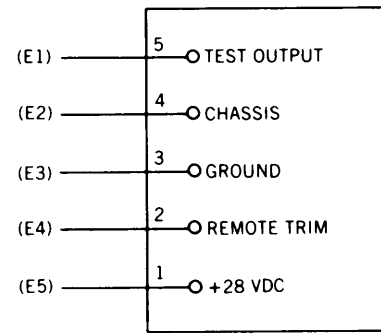 (E1) 5 TEST OUTPUT
(E2) 4 CHASSIS
(E3) 3 GROUND
(E4) 2 REMOTE TRIM
(E5) 1 +28 VDC